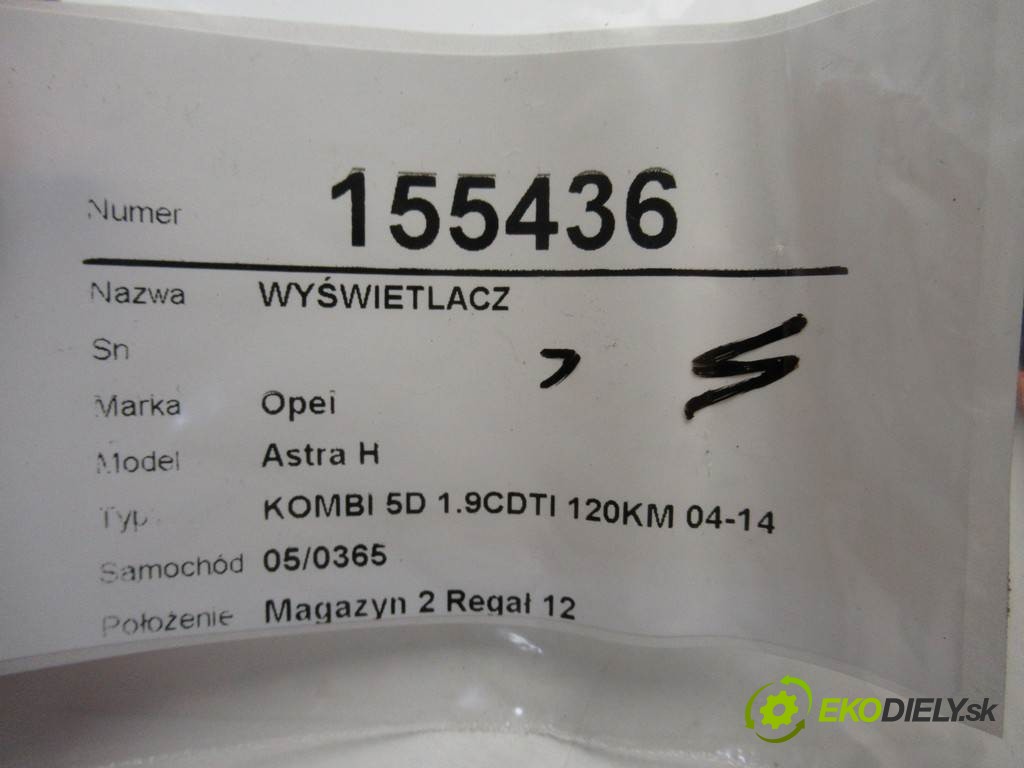 Numer 155436
Nazwa WYŚWIETLACZ
Sn
Marka Opel
Model Astra H
Typ KOMBI 5D 1.9CDTI 120KM 04-14
Samochód 05/0365
Położenie Magazyn 2 Regał 12
EKODIELY.sk